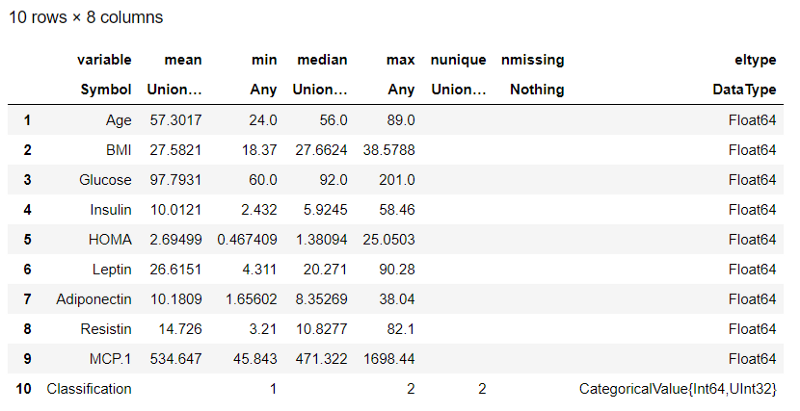 10 rows × 8 columns
variable mean min median max nunique nmissing eltype
Symbol Union… Any Union… Any Union… Nothing DataType
1 Age 57.3017 24.0 56.0 89.0 Float64
2 BMI 27.5821 18.37 27.6624 38.5788 Float64
3 Glucose 97.7931 60.0 92.0 201.0 Float64
4 Insulin 10.0121 2.432 5.9245 58.46 Float64
5 HOMA 2.69499 0.467409 1.38094 25.0503 Float64
6 Leptin 26.6151 4.311 20.271 90.28 Float64
7 Adiponectin 10.1809 1.65602 8.35269 38.04 Float64
8 Resistin 14.726 3.21 10.8277 82.1 Float64
9 MCP.1 534.647 45.843 471.322 1698.44 Float64
10 Classification 1 2 2 CategoricalValue{Int64,UInt32}